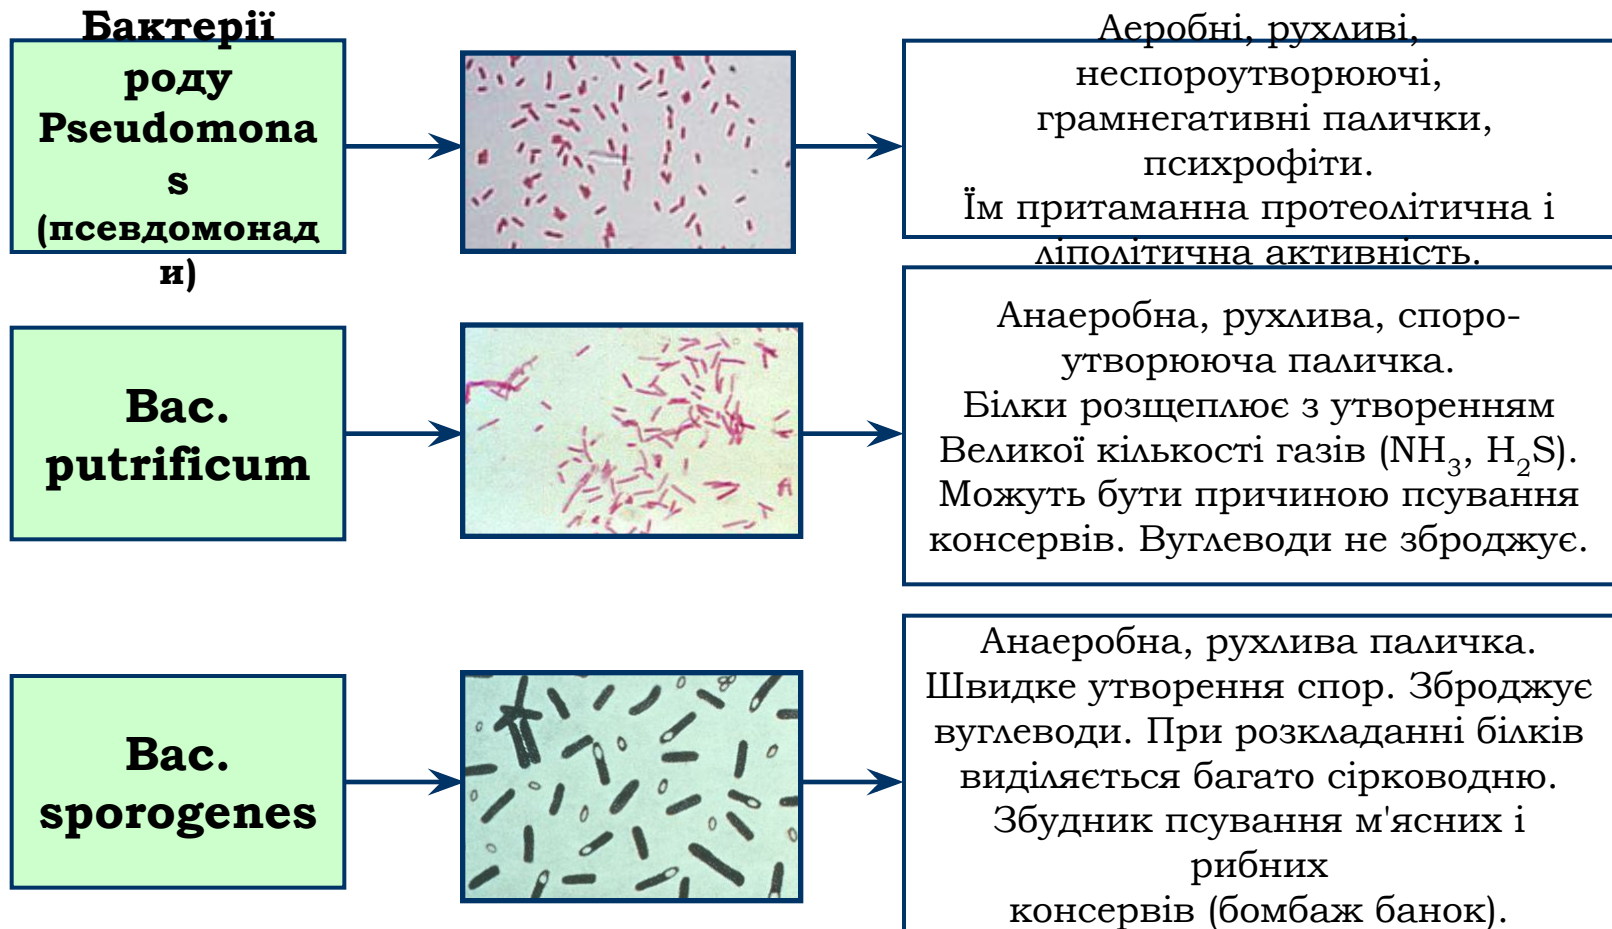 Бактерії
роду
Pseudomona
s
(псевдомонад
и)
Аеробні, рухливі,
неспороутворюючі,
грамнегативні палички,
психрофіти.
Їм притаманна протеолітична і
ліполітична активність.
Bac.
putrificum
Анаеробна, рухлива, споро-
утворююча паличка.
Білки розщеплює з утворенням
Великої кількості газів (NH₃, H₂S).
Можуть бути причиною псування
консервів. Вуглеводи не зброджує.
Bac.
sporogenes
Анаеробна, рухлива паличка.
Швидке утворення спор. Зброджує
вуглеводи. При розкладанні білків
виділяється багато сірководню.
Збудник псування м'ясних і
рибних
консервів (бомбаж банок).